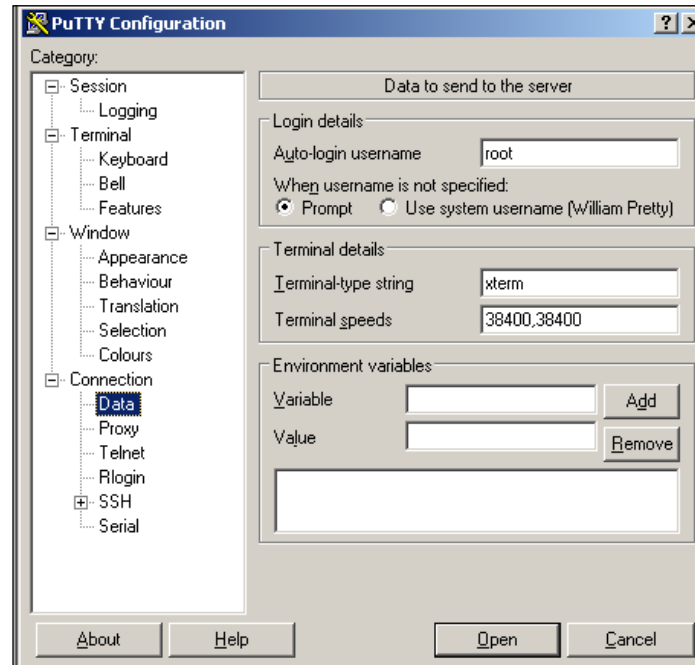 PuTTY Configuration
Category:
Session
Logging
Terminal
Keyboard
Bell
Features
Window
Appearance
Behaviour
Translation
Selection
Colours
Connection
Data
Proxy
Telnet
Rlogin
SSH
Serial
Data to send to the server
Login details
Auto-login username root
When username is not specified:
Prompt Use system username (William Pretty)
Terminal details
Terminal-type string xterm
Terminal speeds 38400,38400
Environment variables
Variable Add
Value Remove
About Help Open Cancel